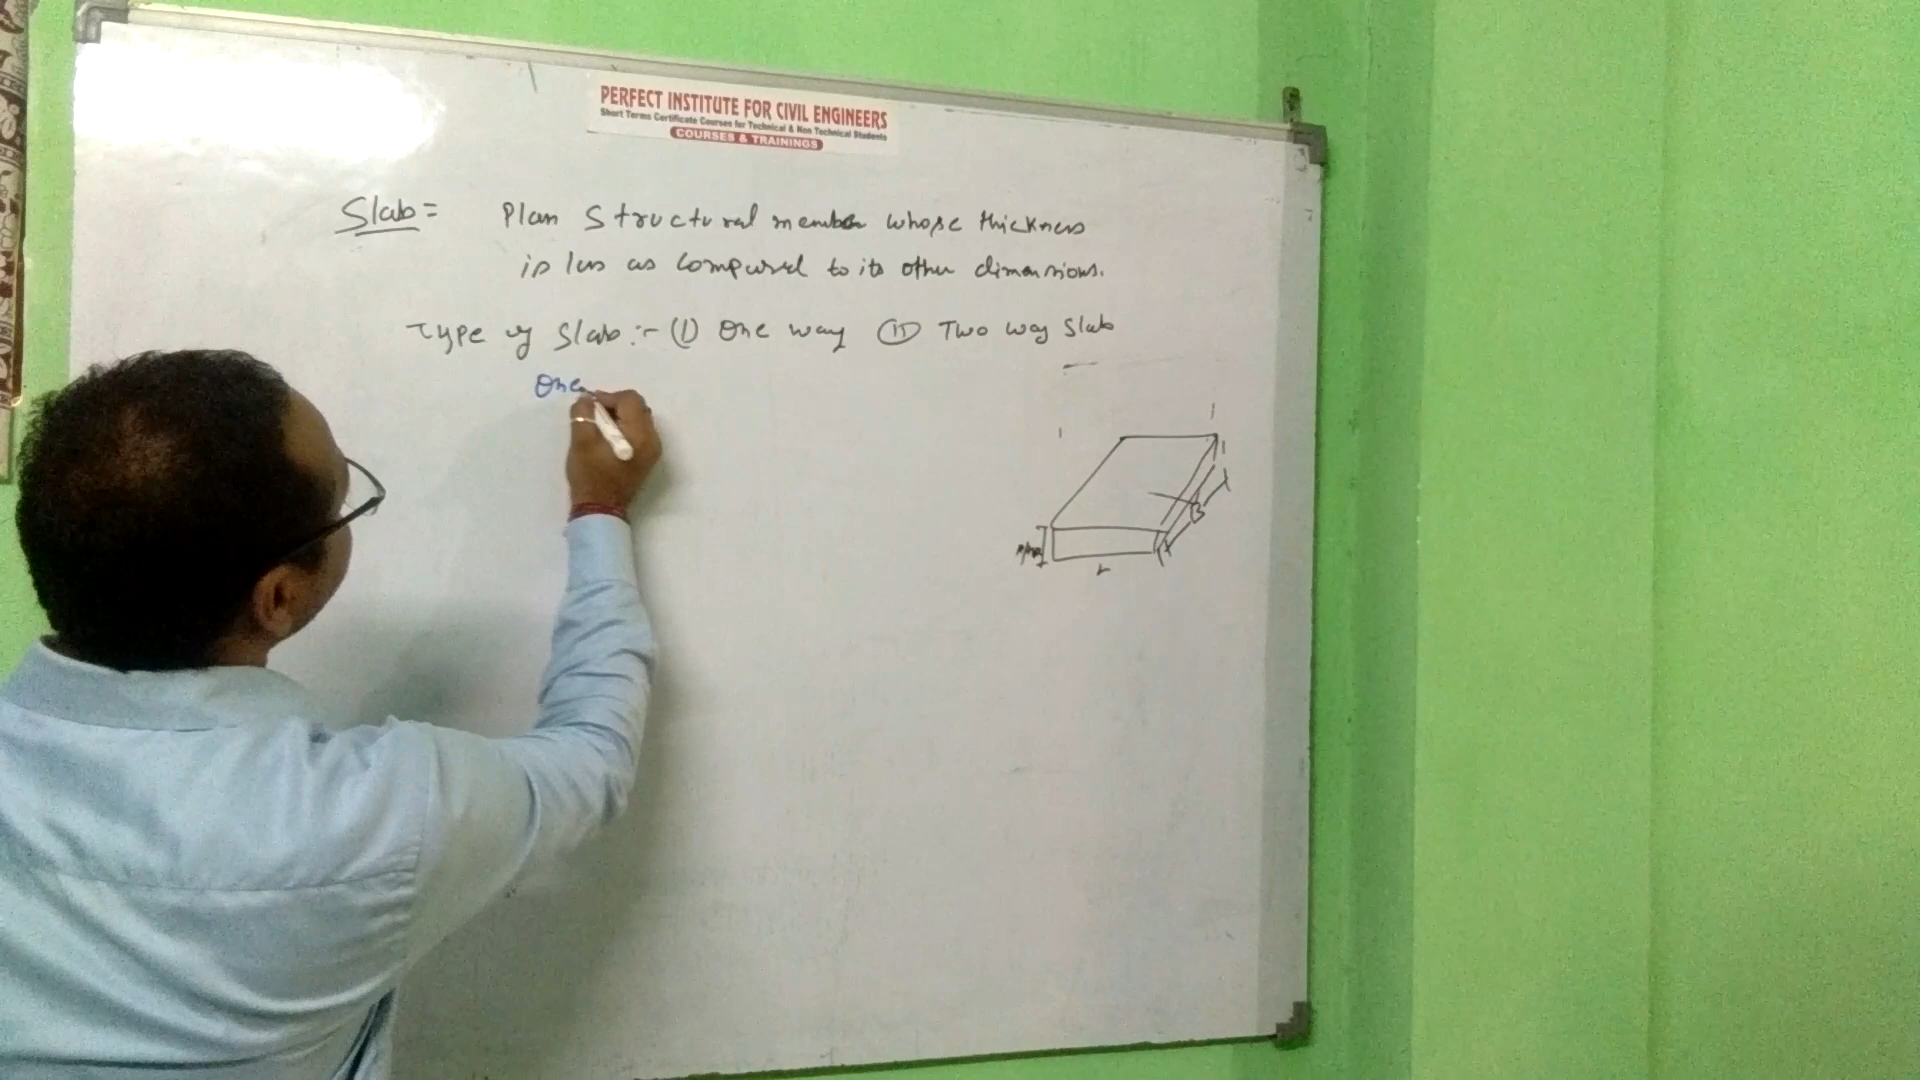 PERFECT INSTITUTE FOR CIVIL ENGINEERS
Short Terms Certificate Courses for Technical & Non Technical Students
COURSES & TRAININGS
Slab = Plan Structural member whose thickness
is less as compared to its other dimensions.
Type of Slab :- (I) One way (II) Two way Slab
One
B
L